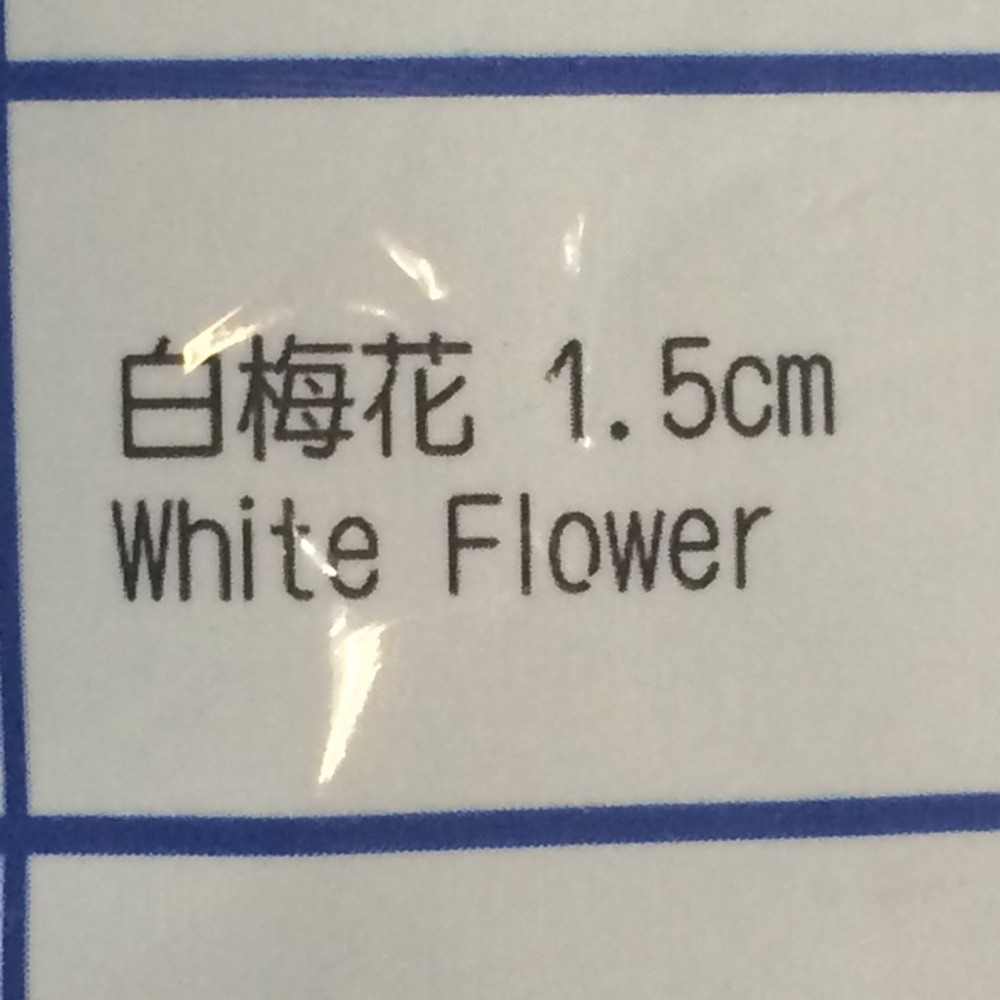 白梅花 1.5cm
White Flower